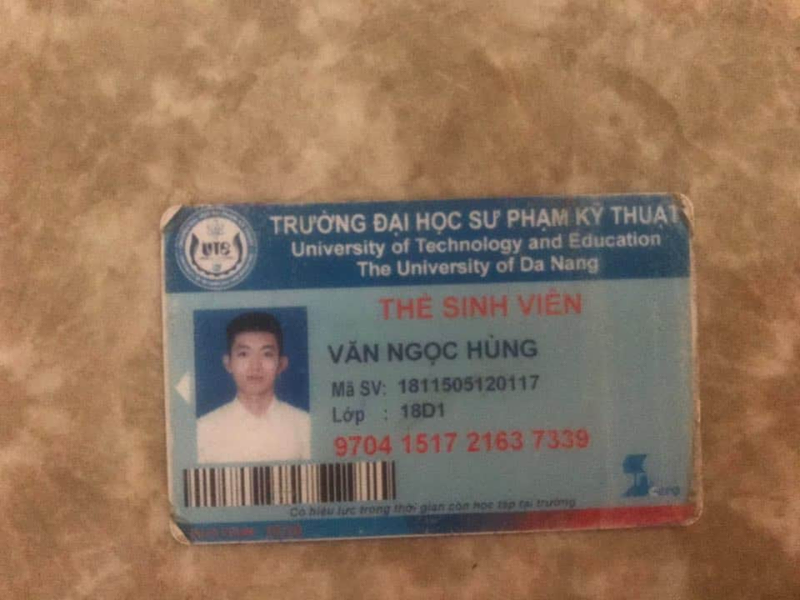 TRƯỜNG ĐẠI HỌC SƯ PHẠM KỸ THUẬT
University of Technology and Education
The University of Da Nang
UTE
THẺ SINH VIÊN
VĂN NGỌC HÙNG
Mã SV: 1811505120117
Lớp : 18D1
9704 1517 2163 7339
Có hiệu lực trong thời gian còn học tập tại trường